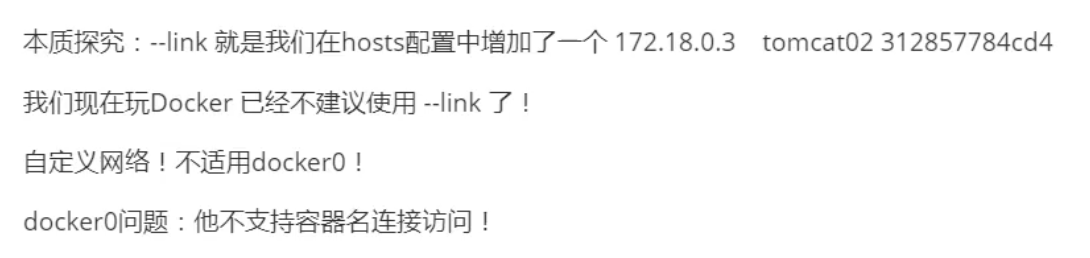 本质探究：--link 就是我们在hosts配置中增加了一个 172.18.0.3 tomcat02 312857784cd4
我们现在玩Docker 已经不建议使用 --link 了！
自定义网络！不适用docker0！
docker0问题：他不支持容器名连接访问！